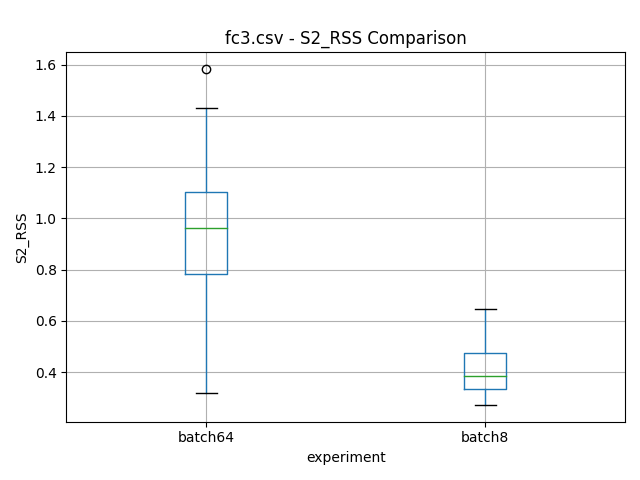 fc3.csv - S2_RSS Comparison
1.6
1.4
1.2
1.0
0.8
0.6
0.4
S2_RSS
batch64 batch8
experiment